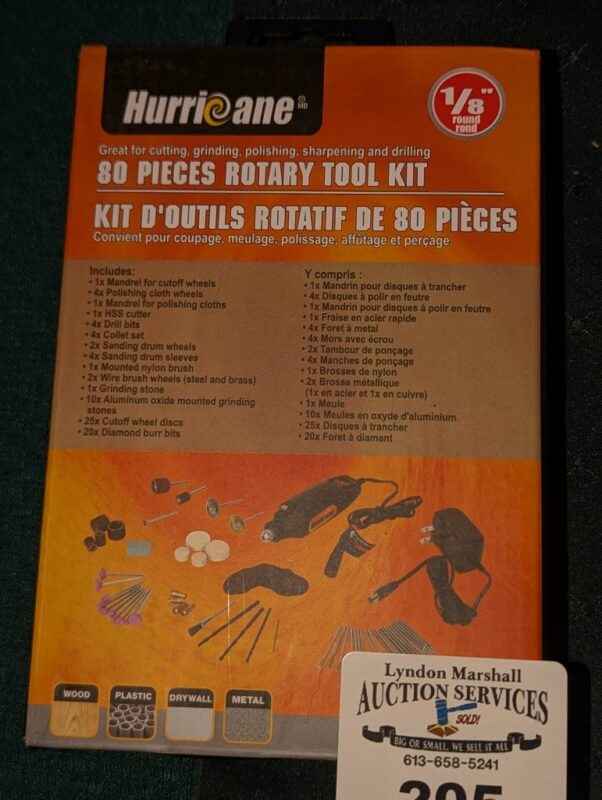 Hurricane
MD
1/8"
round
rond
Great for cutting, grinding, polishing, sharpening and drilling
80 PIECES ROTARY TOOL KIT
KIT D'OUTILS ROTATIF DE 80 PIÈCES
Convient pour coupage, meulage, polissage, affûtage et perçage
Includes:
• 1x Mandrel for cutoff wheels
• 4x Polishing cloth wheels
• 1x Mandrel for polishing cloths
• 1x HSS cutter
• 4x Drill bits
• 4x Collet set
• 2x Sanding drum wheels
• 4x Sanding drum sleeves
• 1x Mounted nylon brush
• 2x Wire brush wheels (steel and brass)
• 1x Grinding stone
• 10x Aluminum oxide mounted grinding
stones
• 25x Cutoff wheel discs
• 20x Diamond burr bits
Y compris :
• 1x Mandrin pour disques à trancher
• 4x Disques à polir en feutre
• 1x Mandrin pour disques à polir en feutre
• 1x Fraise en acier rapide
• 4x Foret à metal
• 4x Mors avec écrou
• 2x Tambour de ponçage
• 4x Manches de ponçage
• 1x Brosses de nylon
• 2x Brosse métallique
(1x en acier et 1x en cuivre)
• 1x Meule
• 10x Meules en oxyde d'aluminium
• 25x Disques à trancher
• 20x Foret à diamant
WOOD
PLASTIC
DRYWALL
METAL
Lyndon Marshall
AUCTION SERVICES
SOLD!
BIG OR SMALL, WE SELL IT ALL
613-658-5241
395